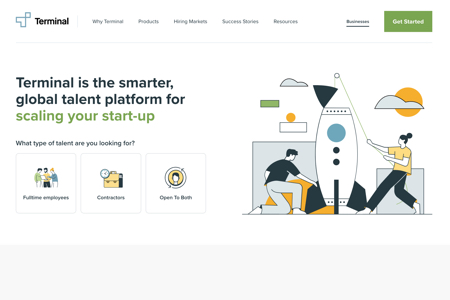 Terminal
Why Terminal
Products
Hiring Markets
Success Stories
Resources
Businesses
Get Started
Terminal is the smarter,
global talent platform for
scaling your start-up
What type of talent are you looking for?
Fulltime employees
Contractors
Open To Both